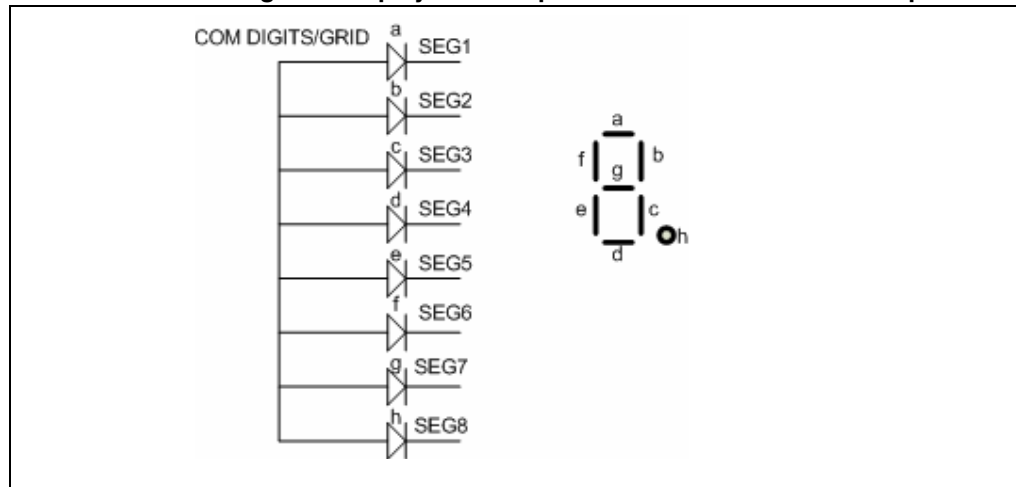 COM DIGITS/GRID
a
SEG1
b
SEG2
c
SEG3
d
SEG4
e
SEG5
f
SEG6
g
SEG7
h
SEG8
a
f
b
g
e
c
h
d